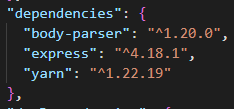 "dependencies": {
"body-parser": "^1.20.0",
"express": "^4.18.1",
"yarn": "^1.22.19"
},